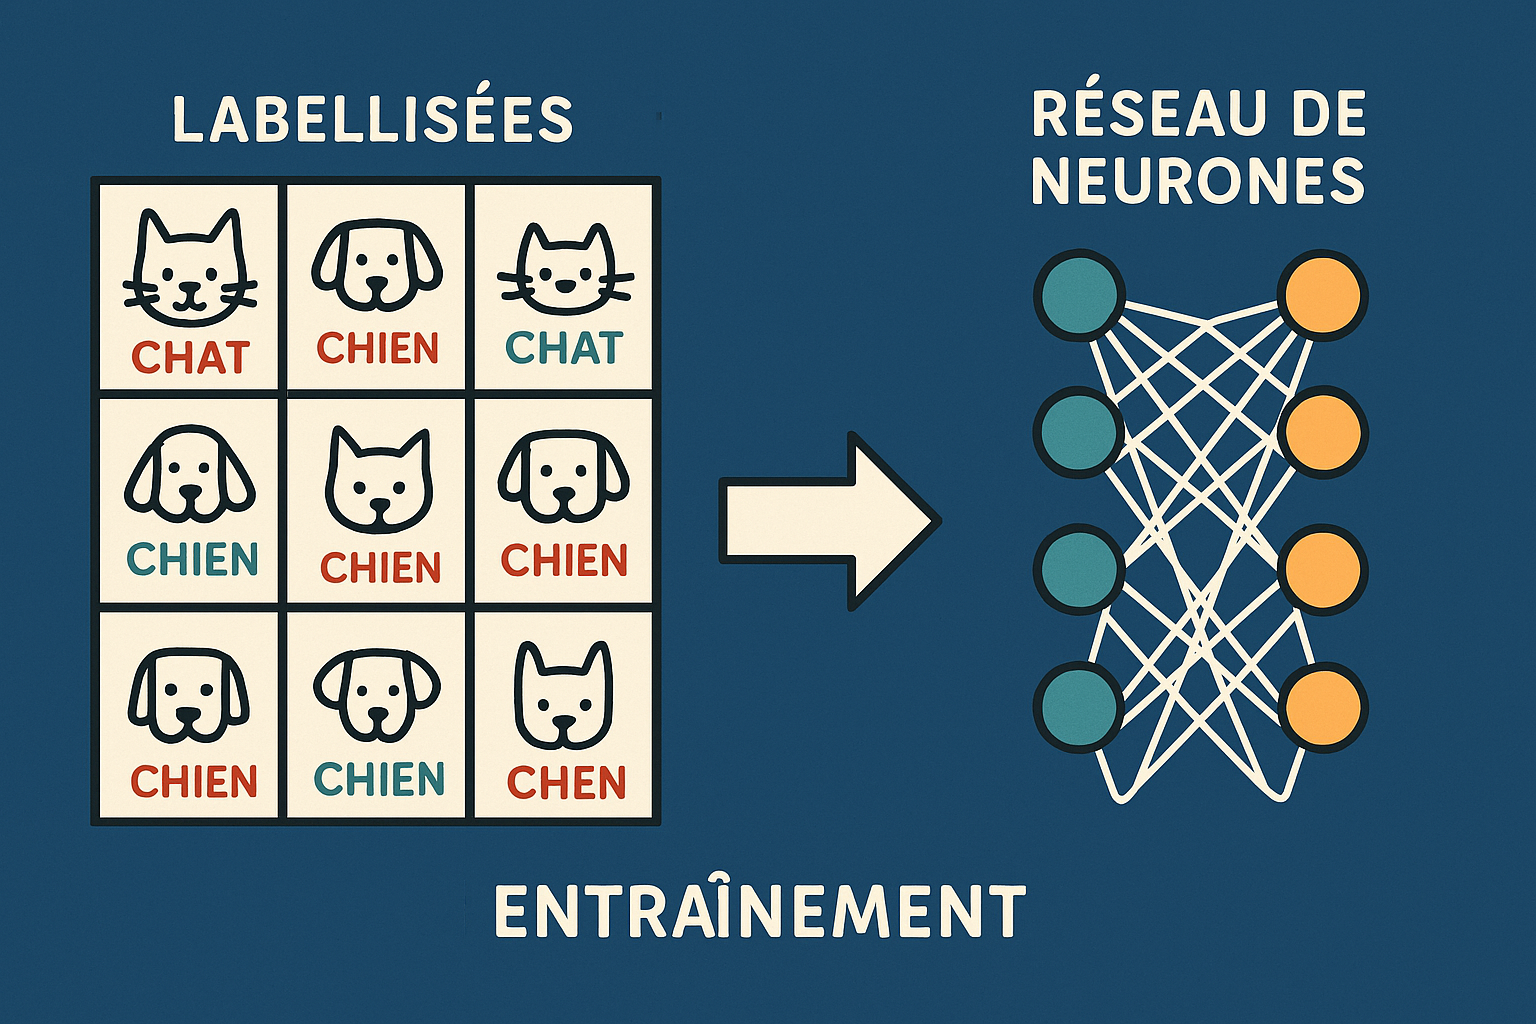 LABELLISÉES
RÉSEAU DE
NEURONES
CHAT
CHIEN
CHAT
CHIEN
CHIEN
CHIEN
CHIEN
CHIEN
CHEN
ENTRAÎNEMENT